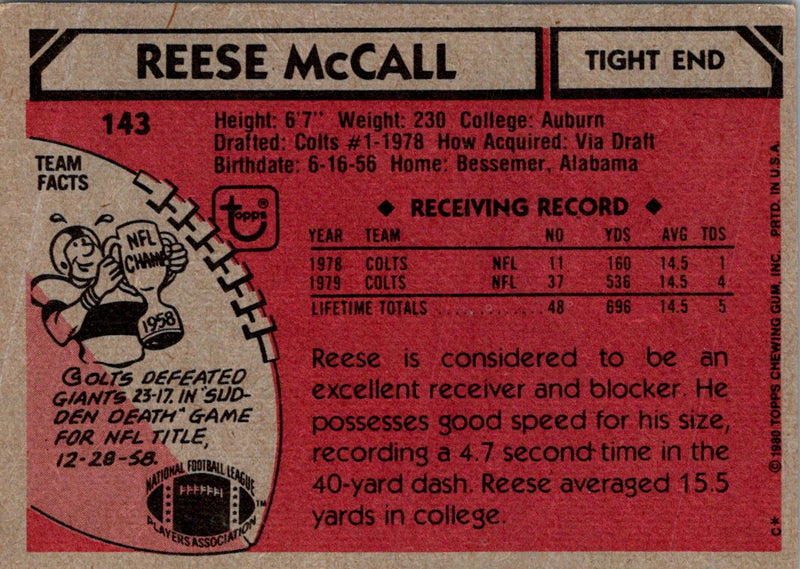 REESE McCALL
TIGHT END
143
Height: 6'7" Weight: 230 College: Auburn
Drafted: Colts #1-1978 How Acquired: Via Draft
Birthdate: 6-16-56 Home: Bessemer, Alabama
TEAM
FACTS
NFL
CHAMP
1958
COLTS DEFEATED
GIANTS 23-17, IN "SUD-
DEN DEATH" GAME
FOR NFL TITLE,
12-28-58.
topps®
◆ RECEIVING RECORD ◆
YEAR TEAM NO YDS AVG TDS
1978 COLTS NFL 11 160 14.5 1
1979 COLTS NFL 37 536 14.5 4
LIFETIME TOTALS ............ 48 696 14.5 5
Reese is considered to be an
excellent receiver and blocker. He
possesses good speed for his size,
recording a 4.7 second time in the
40-yard dash. Reese averaged 15.5
yards in college.
NATIONAL FOOTBALL LEAGUE
PLAYERS ASSOCIATION
TM
C* © 1980 TOPPS CHEWING GUM, INC. PRTD. IN U.S.A.